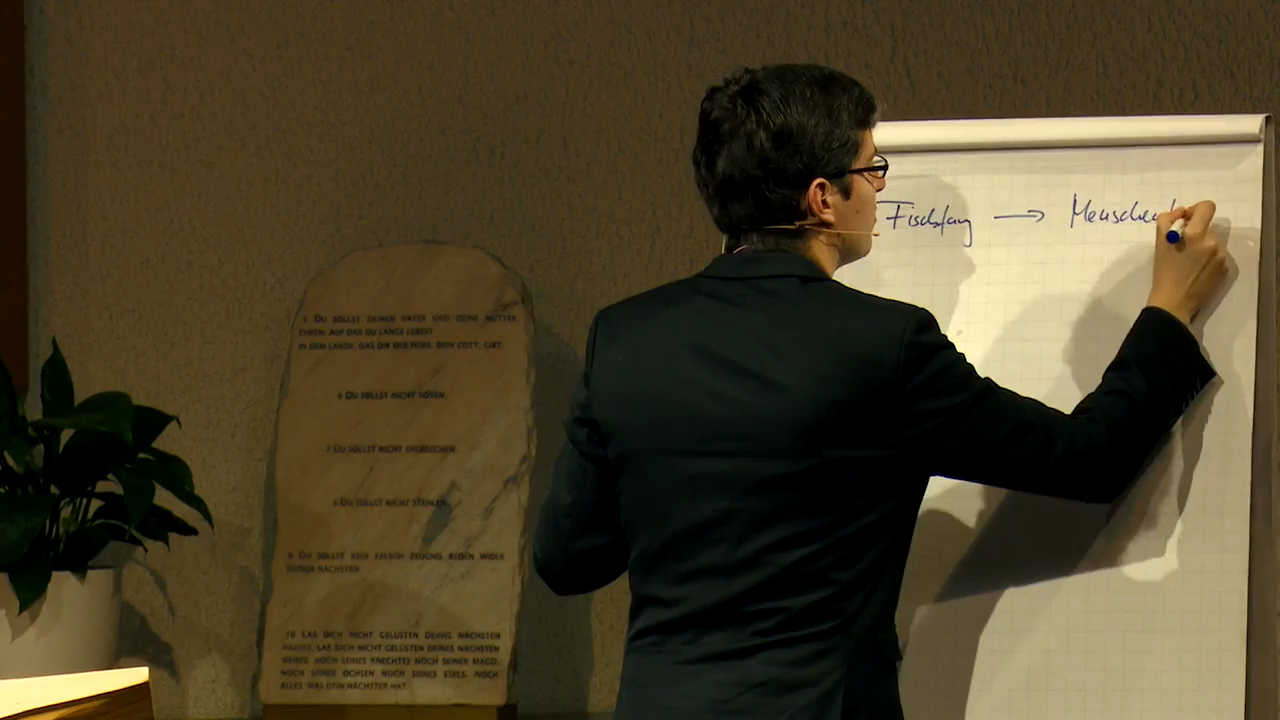 5 DU SOLLST DEINEN VATER UND DEINE MUTTER
EHREN, AUF DAS DU LANGE LEBEST
IN DEM LANDE, DAS DIR DER HERR, DEIN GOTT, GIBT.
6 DU SOLLST NICHT TÖTEN.
7 DU SOLLST NICHT EHEBRECHEN.
8 DU SOLLST NICHT STEHLEN.
9 DU SOLLST KEIN FALSCH ZEUGNIS REDEN WIDER
DEINEN NÄCHSTEN.
10 LAß DICH NICHT GELÜSTEN DEINES NÄCHSTEN
HAUSES, LAß DICH NICHT GELÜSTEN DEINES NÄCHSTEN
WEIBES, NOCH SEINES KNECHTES NOCH SEINER MAGD,
NOCH SEINES OCHSEN NOCH SEINES ESELS, NOCH
ALLES, WAS DEIN NÄCHSTER HAT.
Fischfang → Menschen